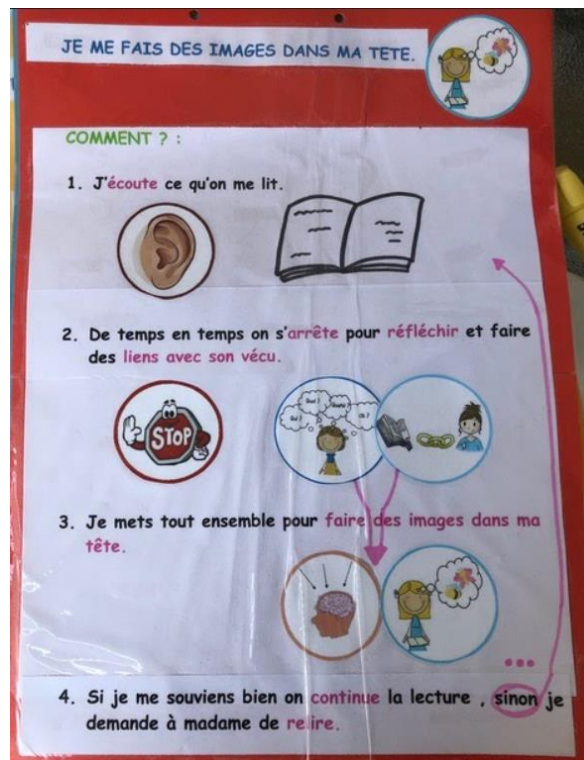 JE ME FAIS DES IMAGES DANS MA TETE.
COMMENT ? :
1. J'écoute ce qu'on me lit.
2. De temps en temps on s'arrête pour réfléchir et faire
des liens avec son vécu.
STOP
Quoi ?
Qui ?
Où ?
3. Je mets tout ensemble pour faire des images dans ma
tête.
...
4. Si je me souviens bien on continue la lecture , sinon je
demande à madame de relire.